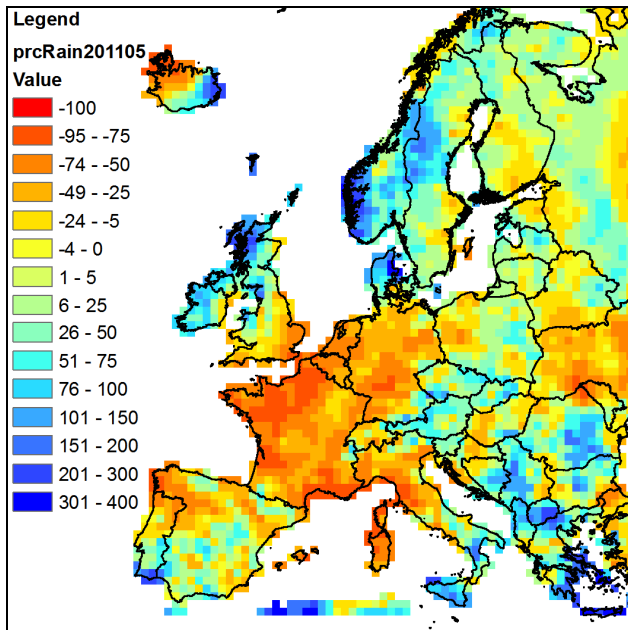 Legend
prcRain201105
Value
-100
-95 - -75
-74 - -50
-49 - -25
-24 - -5
-4 - 0
1 - 5
6 - 25
26 - 50
51 - 75
76 - 100
101 - 150
151 - 200
201 - 300
301 - 400